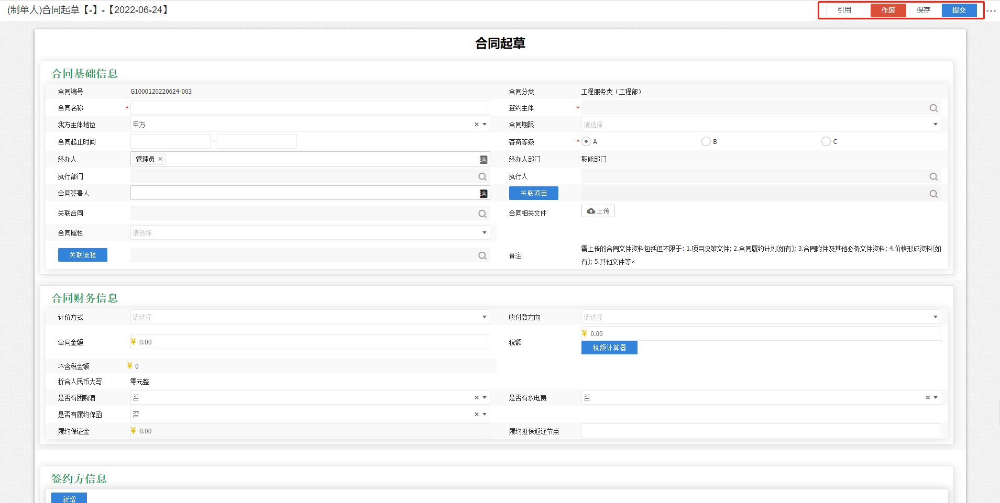 (制单人)合同起草【-】-【2022-06-24】
引用 作废 保存 提交
合同起草
合同基础信息
合同编号 G1000120220624-003 合同分类 工程服务类（工程部）
合同名称 * 签约主体 *
我方主体地位 甲方 合同期限 请选择
合同起止时间 - 客商等级 * A B C
经办人 管理员 × 经办人部门 职能部门
执行部门 执行人
合同签署人 关联项目
关联合同 合同相关文件 上传
合同属性 请选择
关联流程 备注 需上传的合同文件资料包括但不限于: 1.项目决策文件; 2.合同履约计划(如有); 3.合同附件及其他必备文件资料; 4.价格形成资料(如
有); 5.其他文件等。
合同财务信息
计价方式 请选择 收付款方向 请选择
合同金额 ¥ 0.00 税额 ¥ 0.00
税额计算器
不含税金额 ¥ 0
折合人民币大写 零元整
是否有团购酒 否 是否有水电费 否
是否有履约保函 否
履约保证金 ¥ 0.00 履约担保返还节点
签约方信息
新增